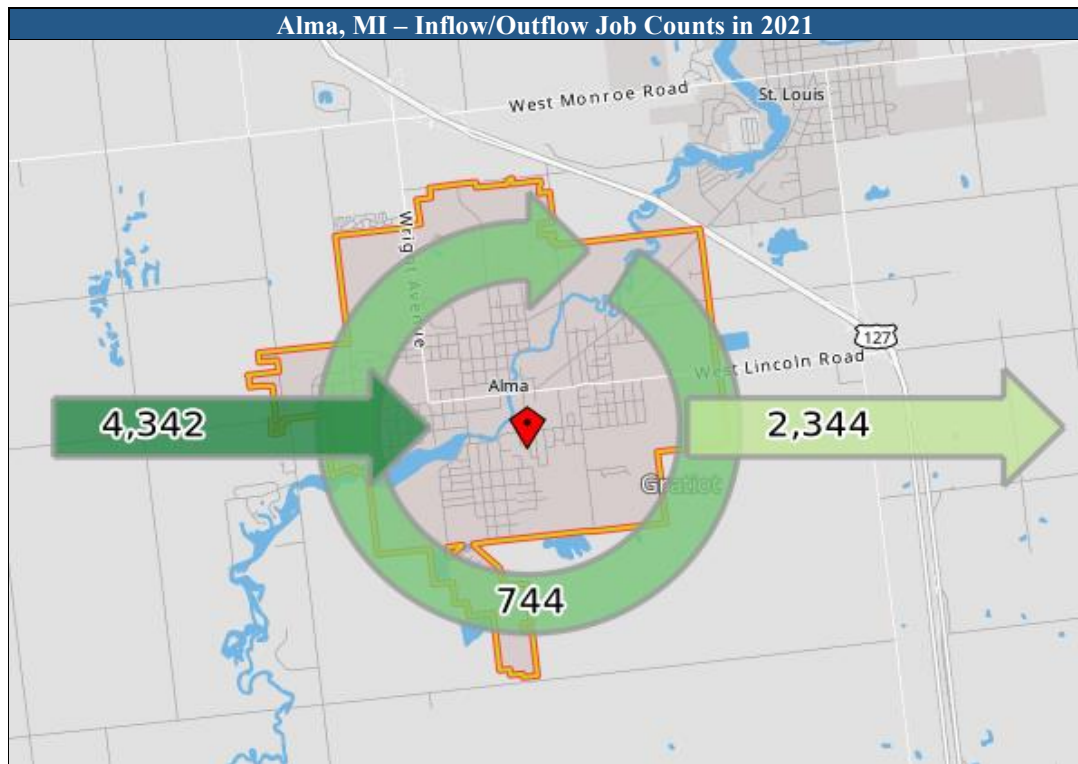 Alma, MI – Inflow/Outflow Job Counts in 2021
West Monroe Road
St. Louis
Wright Avenue
127
West Lincoln Road
Alma
4,342
2,344
Gratiot
744